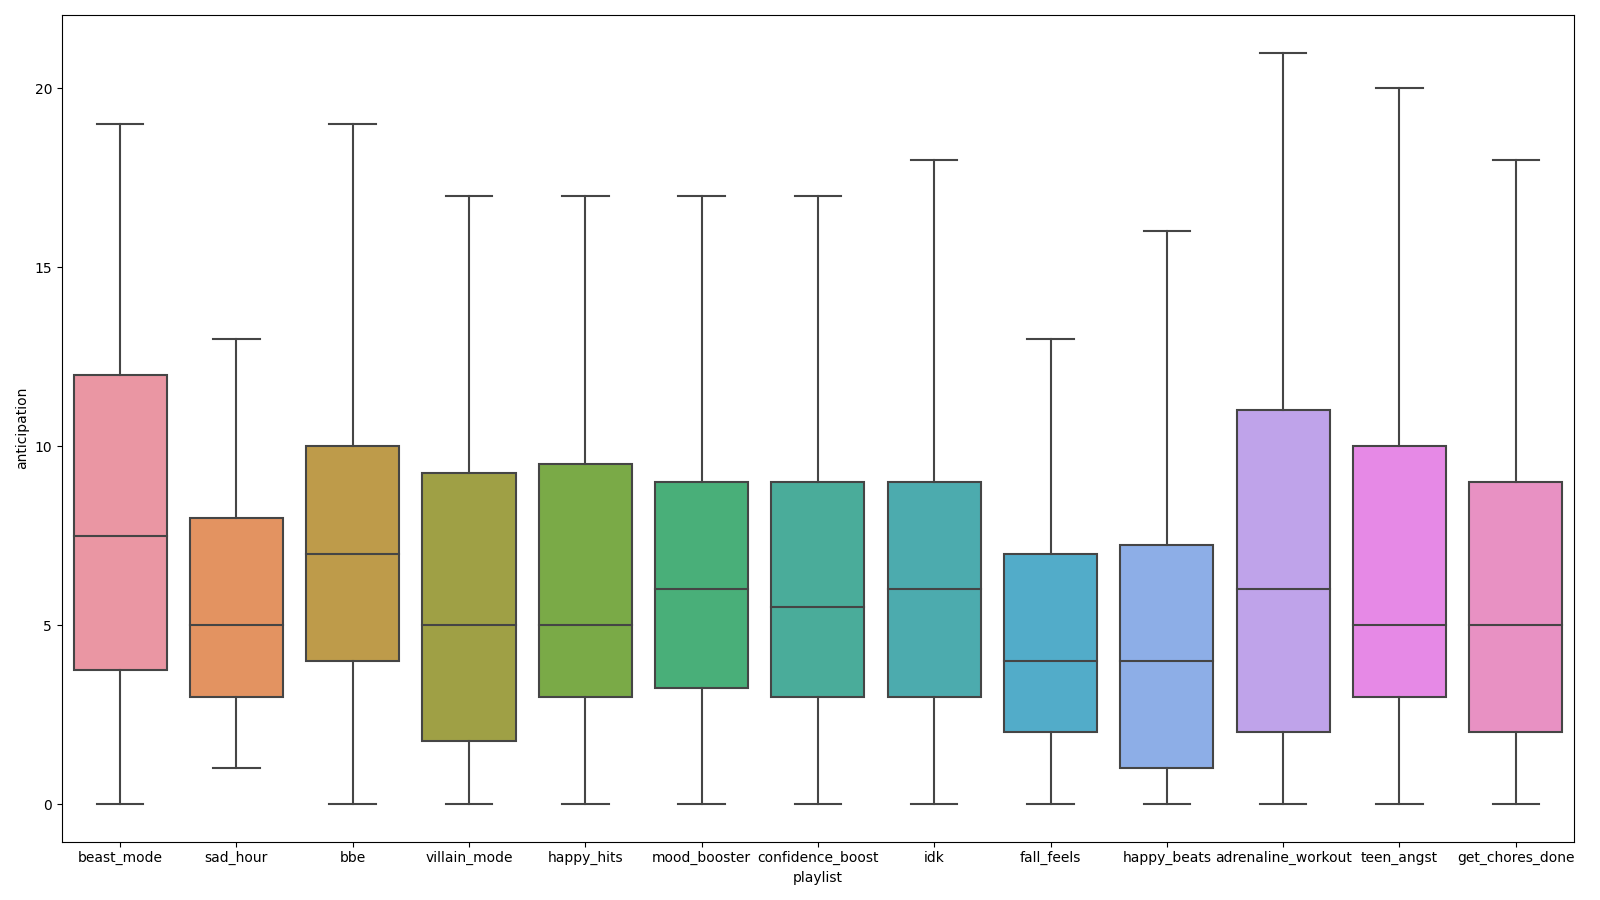 anticipation
20
15
10
5
0
beast_mode sad_hour bbe villain_mode happy_hits mood_booster confidence_boost idk fall_feels happy_beats adrenaline_workout teen_angst get_chores_done
playlist